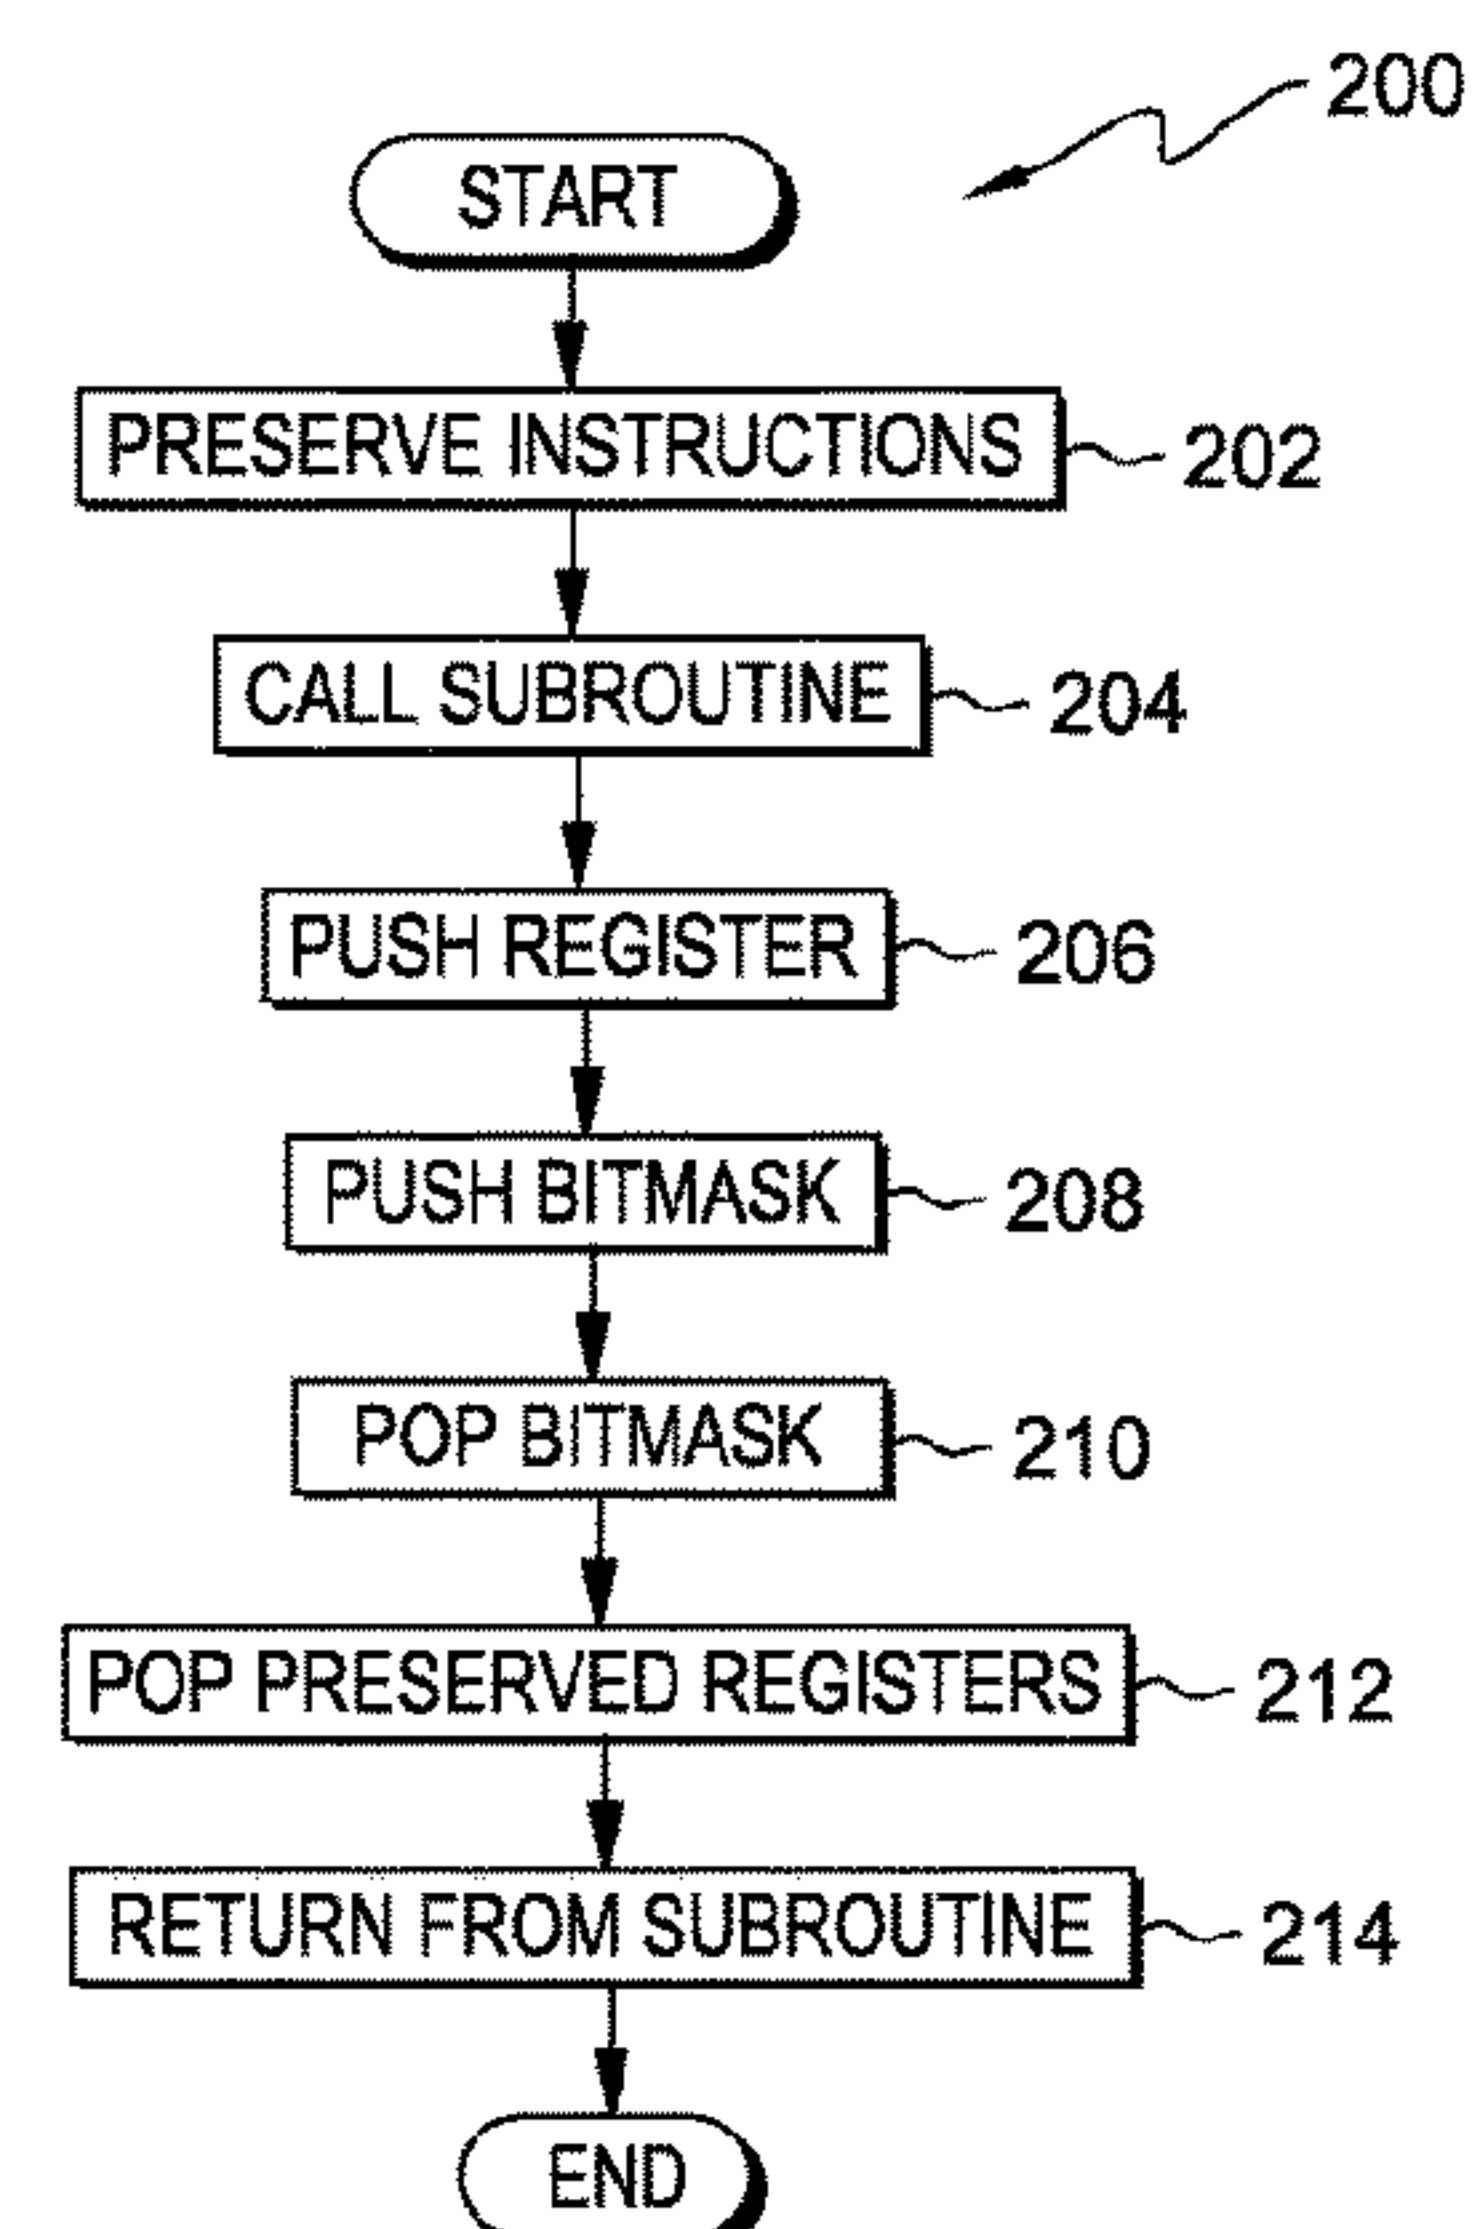 200
START
PRESERVE INSTRUCTIONS 202
CALL SUBROUTINE 204
PUSH REGISTER 206
PUSH BITMASK 208
POP BITMASK 210
POP PRESERVED REGISTERS 212
RETURN FROM SUBROUTINE 214
END